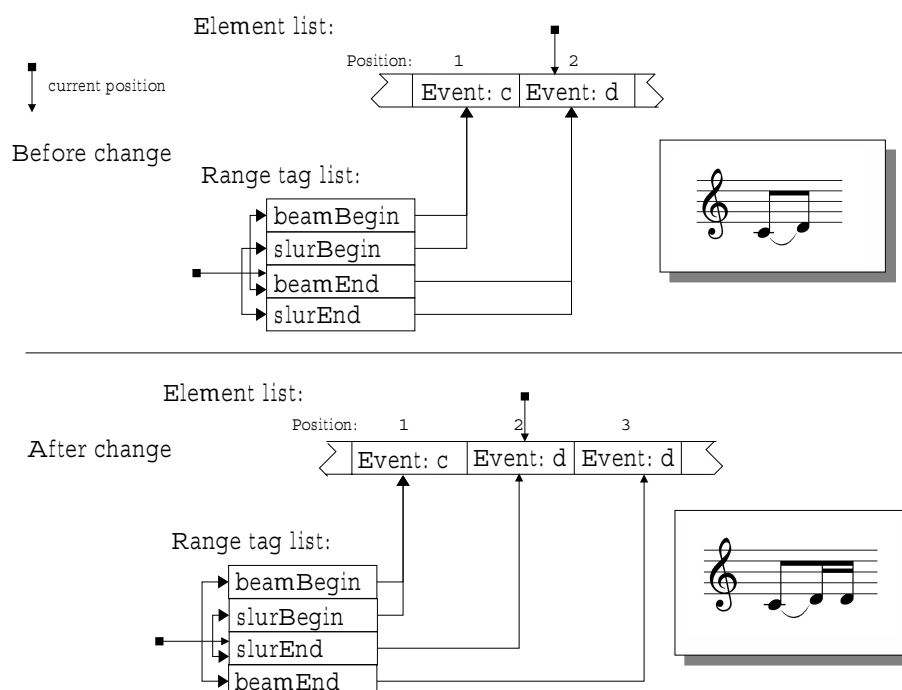 Element list:
Position: 1 2
current position
Event: c Event: d
Before change
Range tag list:
beamBegin
slurBegin
beamEnd
slurEnd
Element list:
Position: 1 2 3
After change
Event: c Event: d Event: d
Range tag list:
beamBegin
slurBegin
slurEnd
beamEnd